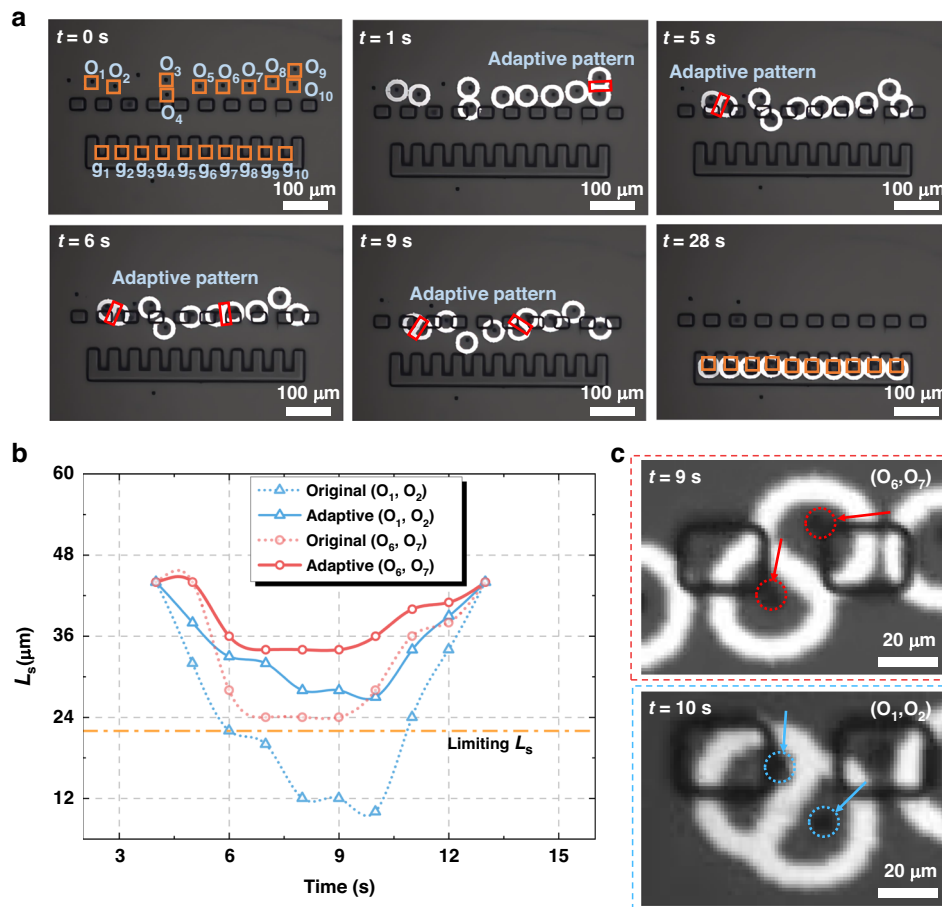 a
t = 0 s
O₁ O₂ O₃ O₄ O₅ O₆ O₇ O₈ O₉ O₁₀
g₁ g₂ g₃ g₄ g₅ g₆ g₇ g₈ g₉ g₁₀
100 μm
t = 1 s
Adaptive pattern
100 μm
t = 5 s
Adaptive pattern
100 μm
t = 6 s
Adaptive pattern
100 μm
t = 9 s
Adaptive pattern
100 μm
t = 28 s
100 μm
b
60
48
36
24
12
Lₛ(μm)
Original (O₁, O₂)
Adaptive (O₁, O₂)
Original (O₆, O₇)
Adaptive (O₆, O₇)
Limiting Lₛ
3 6 9 12 15
Time (s)
c
t = 9 s (O₆,O₇)
20 μm
t = 10 s (O₁,O₂)
20 μm